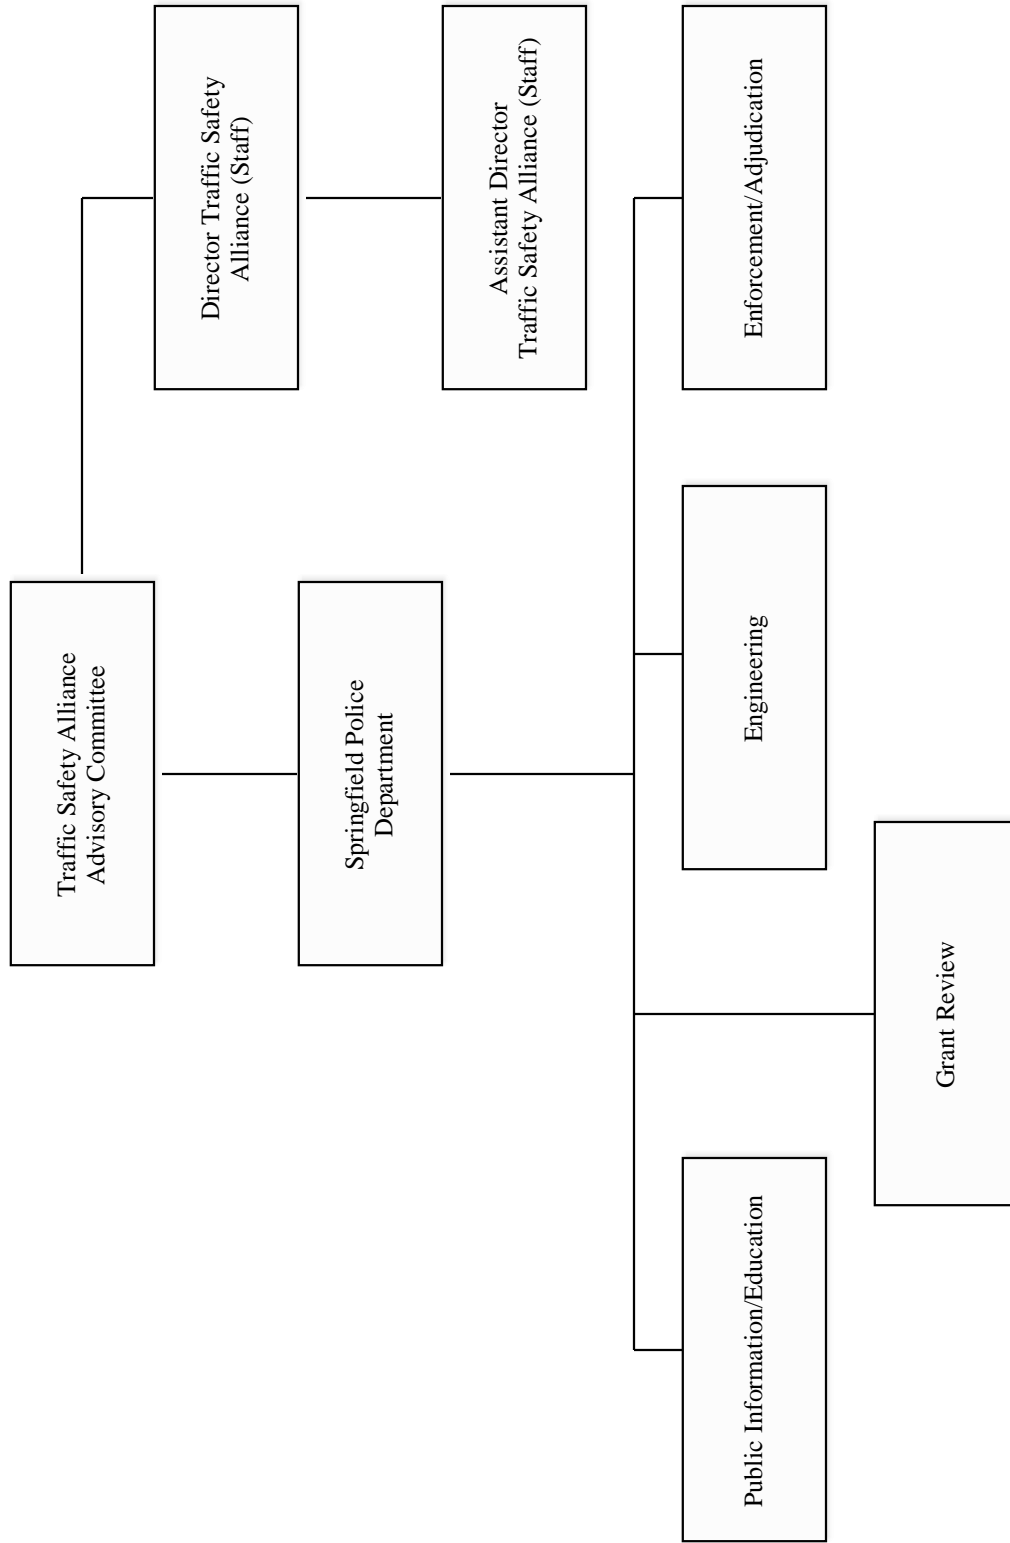 Traffic Safety Alliance
Advisory Committee
Director Traffic Safety
Alliance (Staff)
Springfield Police
Department
Assistant Director
Traffic Safety Alliance (Staff)
Public Information/Education
Engineering
Enforcement/Adjudication
Grant Review